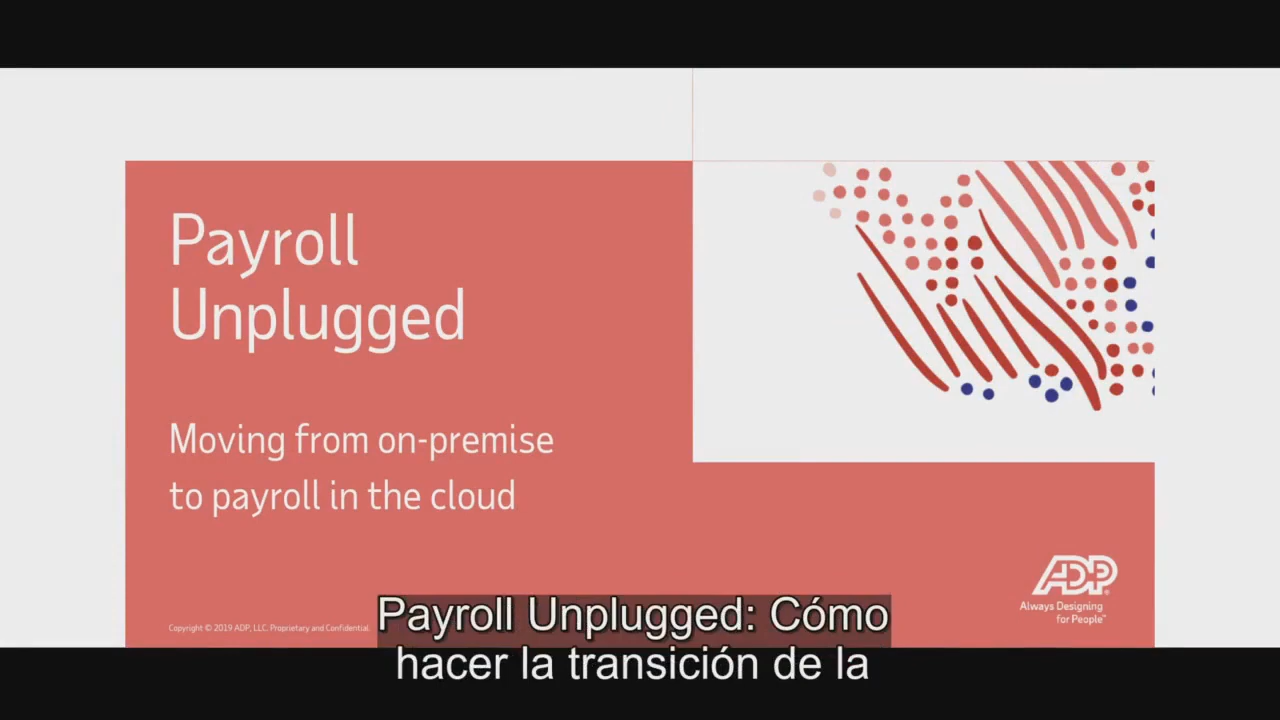 Payroll
Unplugged
Moving from on-premise
to payroll in the cloud
ADP
Always Designing
for People™
Copyright © 2019 ADP, LLC. Proprietary and Confidential
Payroll Unplugged: Cómo
hacer la transición de la